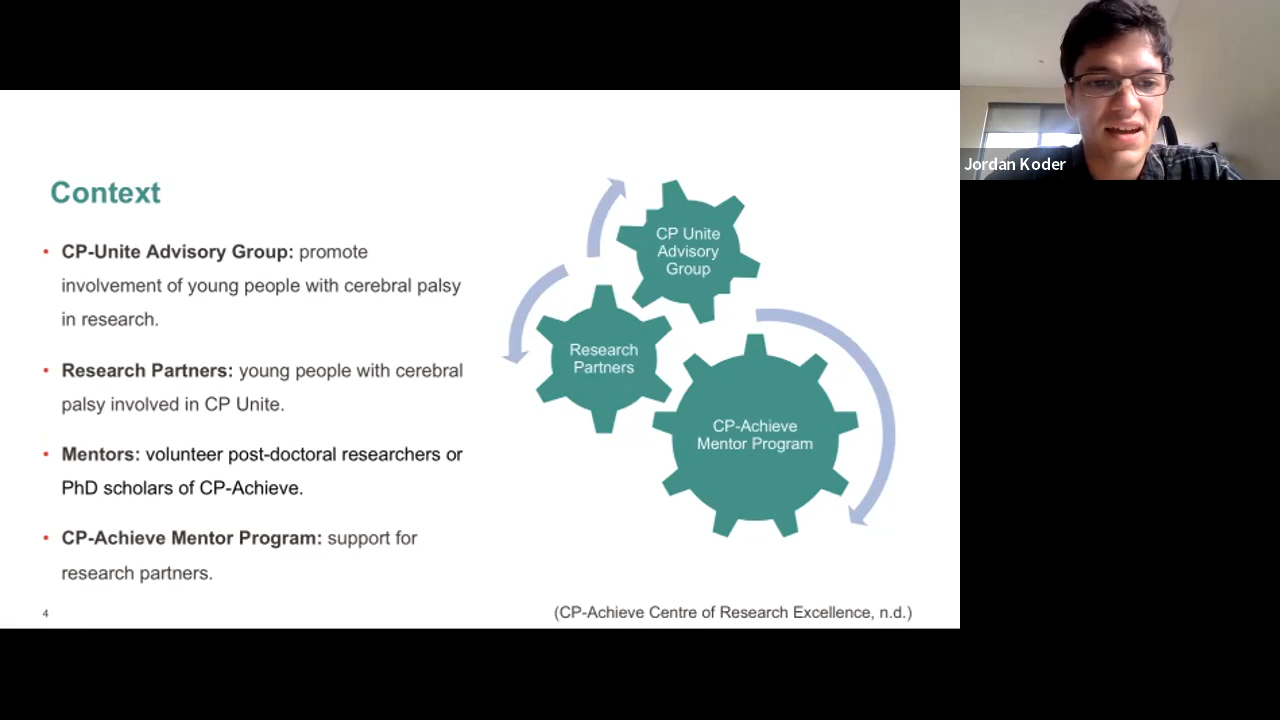 Context
• CP-Unite Advisory Group: promote
involvement of young people with cerebral palsy
in research.
• Research Partners: young people with cerebral
palsy involved in CP Unite.
• Mentors: volunteer post-doctoral researchers or
PhD scholars of CP-Achieve.
• CP-Achieve Mentor Program: support for
research partners.
4
CP Unite
Advisory
Group
Research
Partners
CP-Achieve
Mentor Program
(CP-Achieve Centre of Research Excellence, n.d.)
Jordan Koder